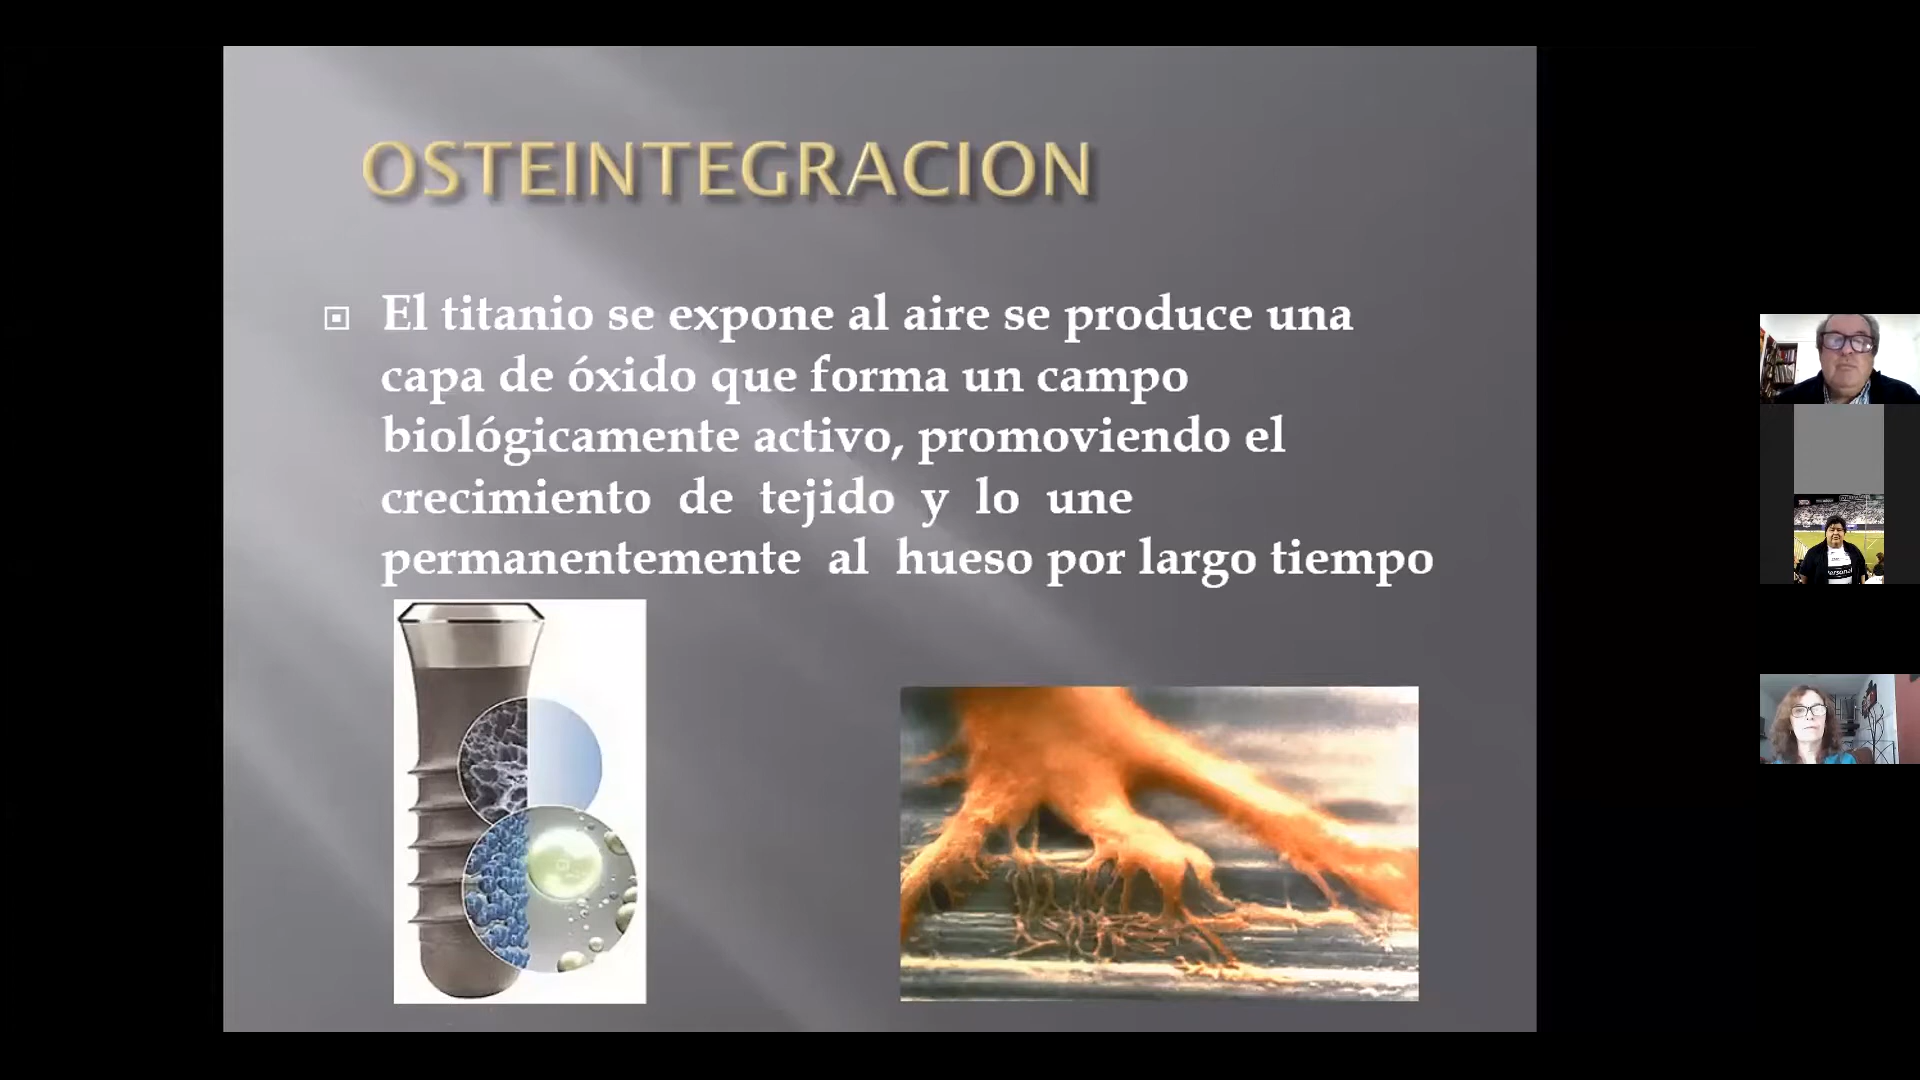 OSTEINTEGRACION
El titanio se expone al aire se produce una
capa de óxido que forma un campo
biológicamente activo, promoviendo el
crecimiento de tejido y lo une
permanentemente al hueso por largo tiempo